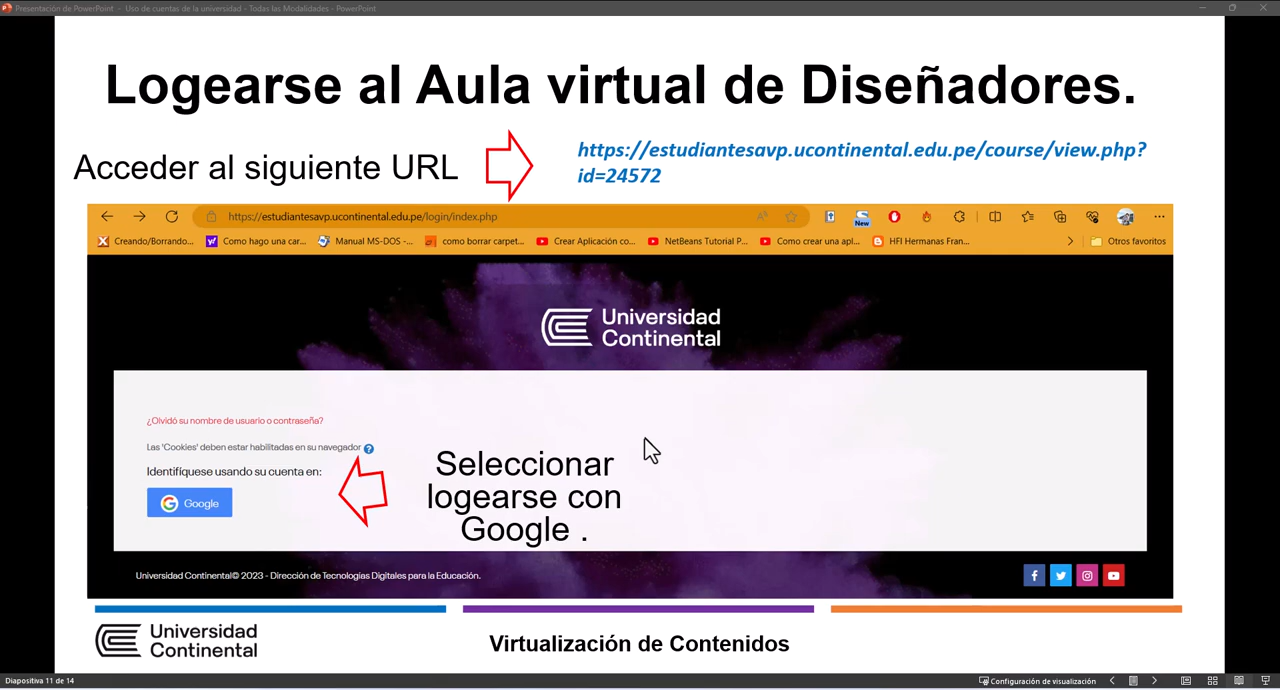 Presentación de PowerPoint - Uso de cuentas de la universidad - Todas las Modalidades - PowerPoint
Logearse al Aula virtual de Diseñadores.
Acceder al siguiente URL
https://estudiantesavp.ucontinental.edu.pe/course/view.php?
id=24572
https://estudiantesavp.ucontinental.edu.pe/login/index.php
New
Creando/Borrando...
Como hago una car...
Manual MS-DOS -...
como borrar carpet...
Crear Aplicación co...
NetBeans Tutorial P...
Como crear una apl...
HFI Hermanas Fran...
Otros favoritos
Universidad
Continental
¿Olvidó su nombre de usuario o contraseña?
Las 'Cookies' deben estar habilitadas en su navegador
Identifíquese usando su cuenta en:
Google
Seleccionar
logearse con
Google .
Universidad Continental© 2023 - Dirección de Tecnologías Digitales para la Educación.
Universidad
Continental
Virtualización de Contenidos
Diapositiva 11 de 14
Configuración de visualización